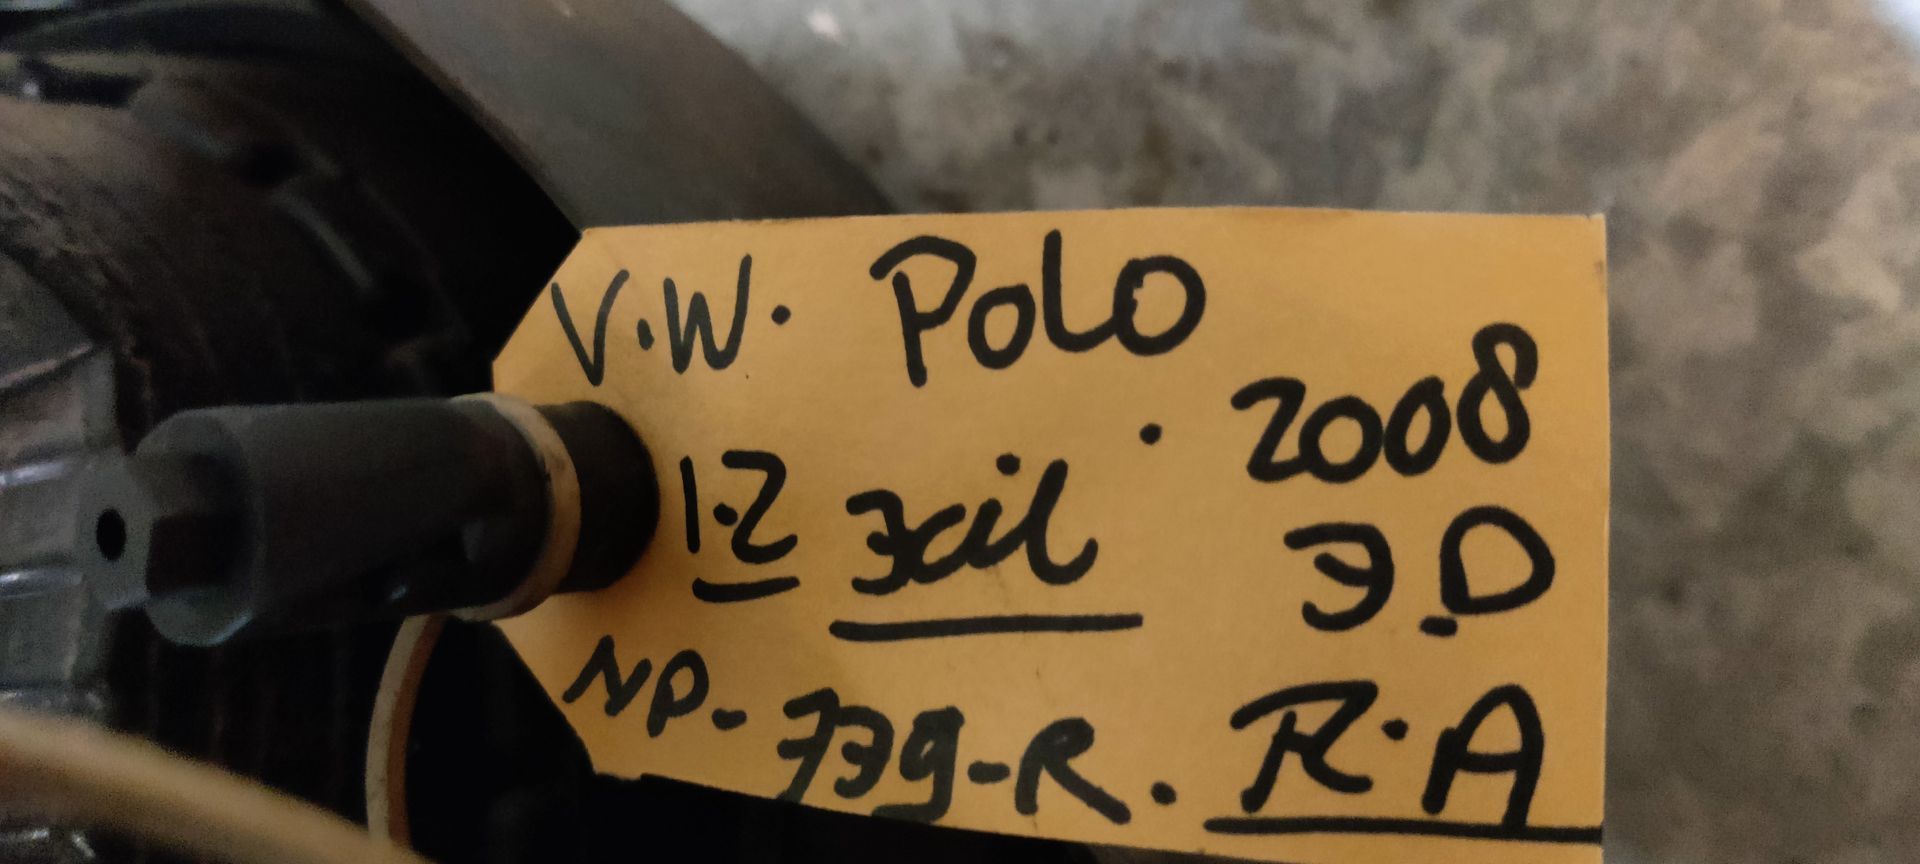 V.W. Polo
. 2008
1.2 3cil 3.D
NP-739-R. R.A